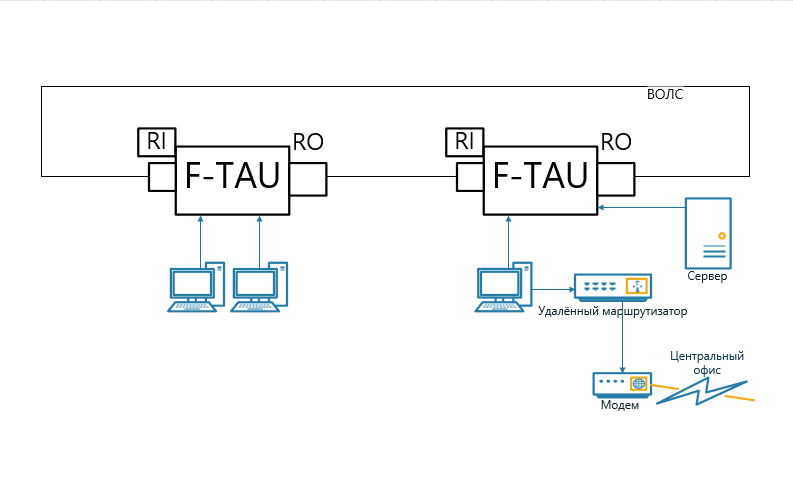 ВОЛС
RI
RO
RI
RO
F-TAU
F-TAU
Сервер
Удалённый маршрутизатор
Центральный
офис
Модем